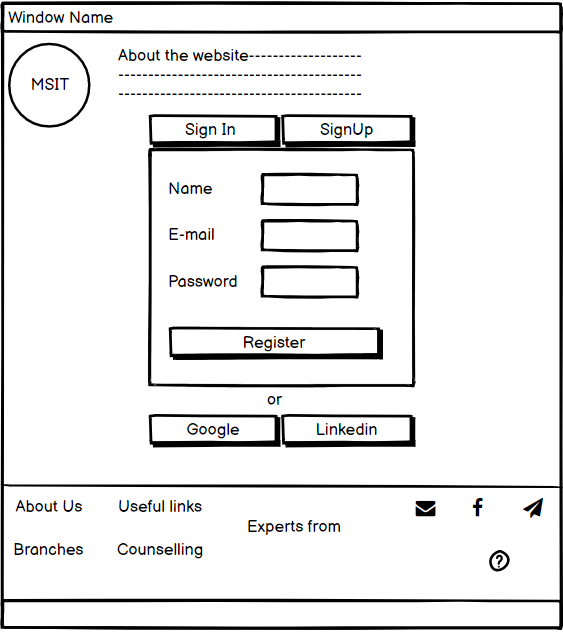 Window Name
MSIT
About the website-------------------
-----------------------------------------
-----------------------------------------
Sign In
SignUp
Name
E-mail
Password
Register
or
Google
Linkedin
About Us
Useful links
Experts from
Branches
Counselling